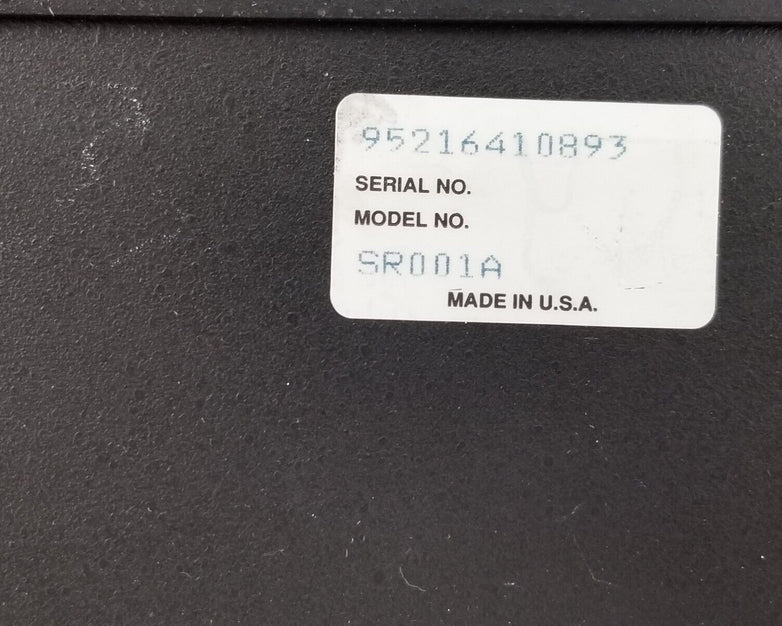 95216410893
SERIAL NO.
MODEL NO.
SR001A
MADE IN U.S.A.